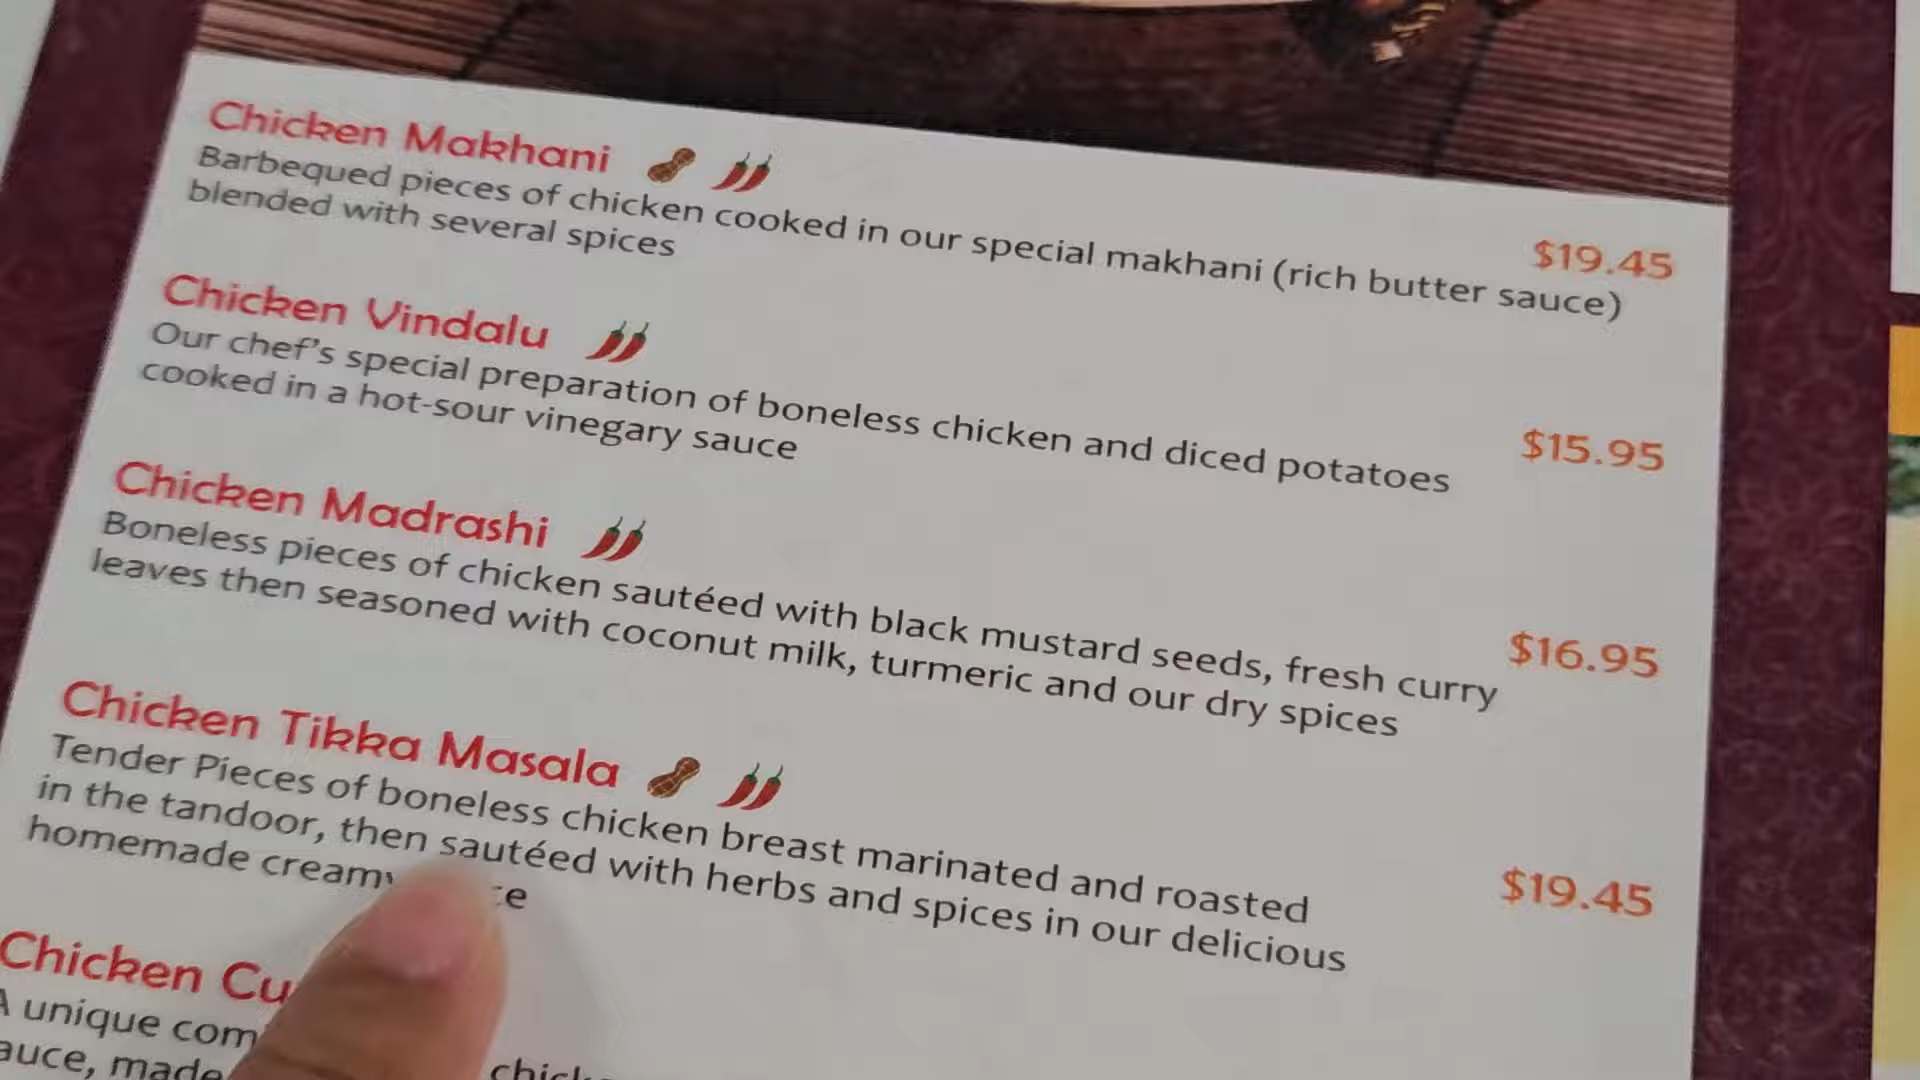 Chicken Makhani
Barbequed pieces of chicken cooked in our special makhani (rich butter sauce)
blended with several spices
$19.45
Chicken Vindalu
Our chef's special preparation of boneless chicken and diced potatoes
cooked in a hot-sour vinegary sauce
$15.95
Chicken Madrashi
Boneless pieces of chicken sautéed with black mustard seeds, fresh curry
leaves then seasoned with coconut milk, turmeric and our dry spices
$16.95
Chicken Tikka Masala
Tender Pieces of boneless chicken breast marinated and roasted
in the tandoor, then sautéed with herbs and spices in our delicious
homemade
$19.45
Chicken
A unique
made